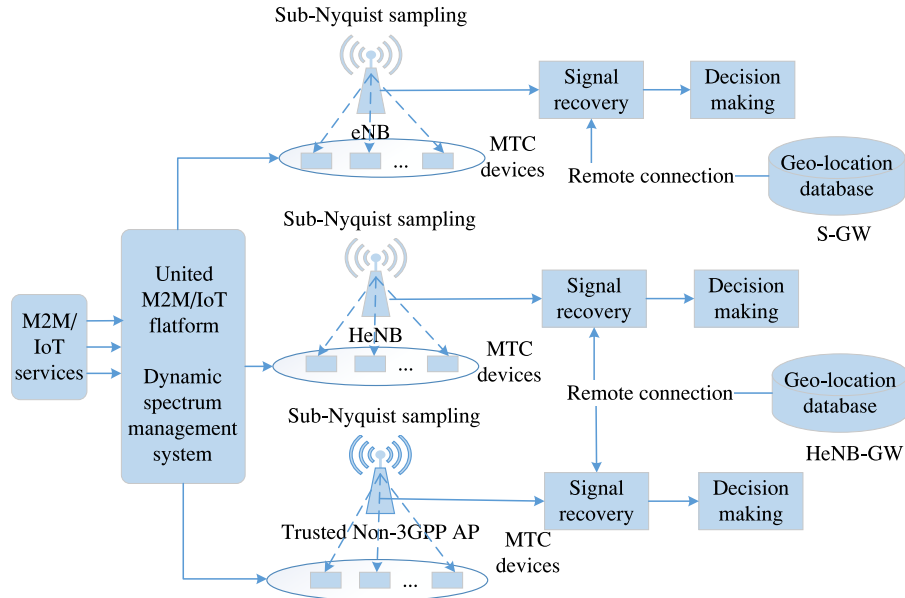 Sub-Nyquist sampling
eNB
...
MTC
devices
Signal
recovery
Decision
making
Remote connection
Geo-location
database
S-GW
M2M/
IoT
services
United
M2M/IoT
flatform
Dynamic
spectrum
management
system
Sub-Nyquist sampling
HeNB
...
MTC
devices
Signal
recovery
Decision
making
Remote connection
Geo-location
database
HeNB-GW
Sub-Nyquist sampling
Trusted Non-3GPP AP
...
MTC
devices
Signal
recovery
Decision
making